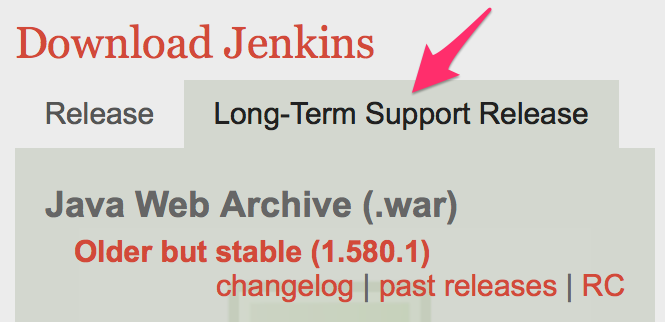 Download Jenkins
Release Long-Term Support Release
Java Web Archive (.war)
Older but stable (1.580.1)
changelog | past releases | RC